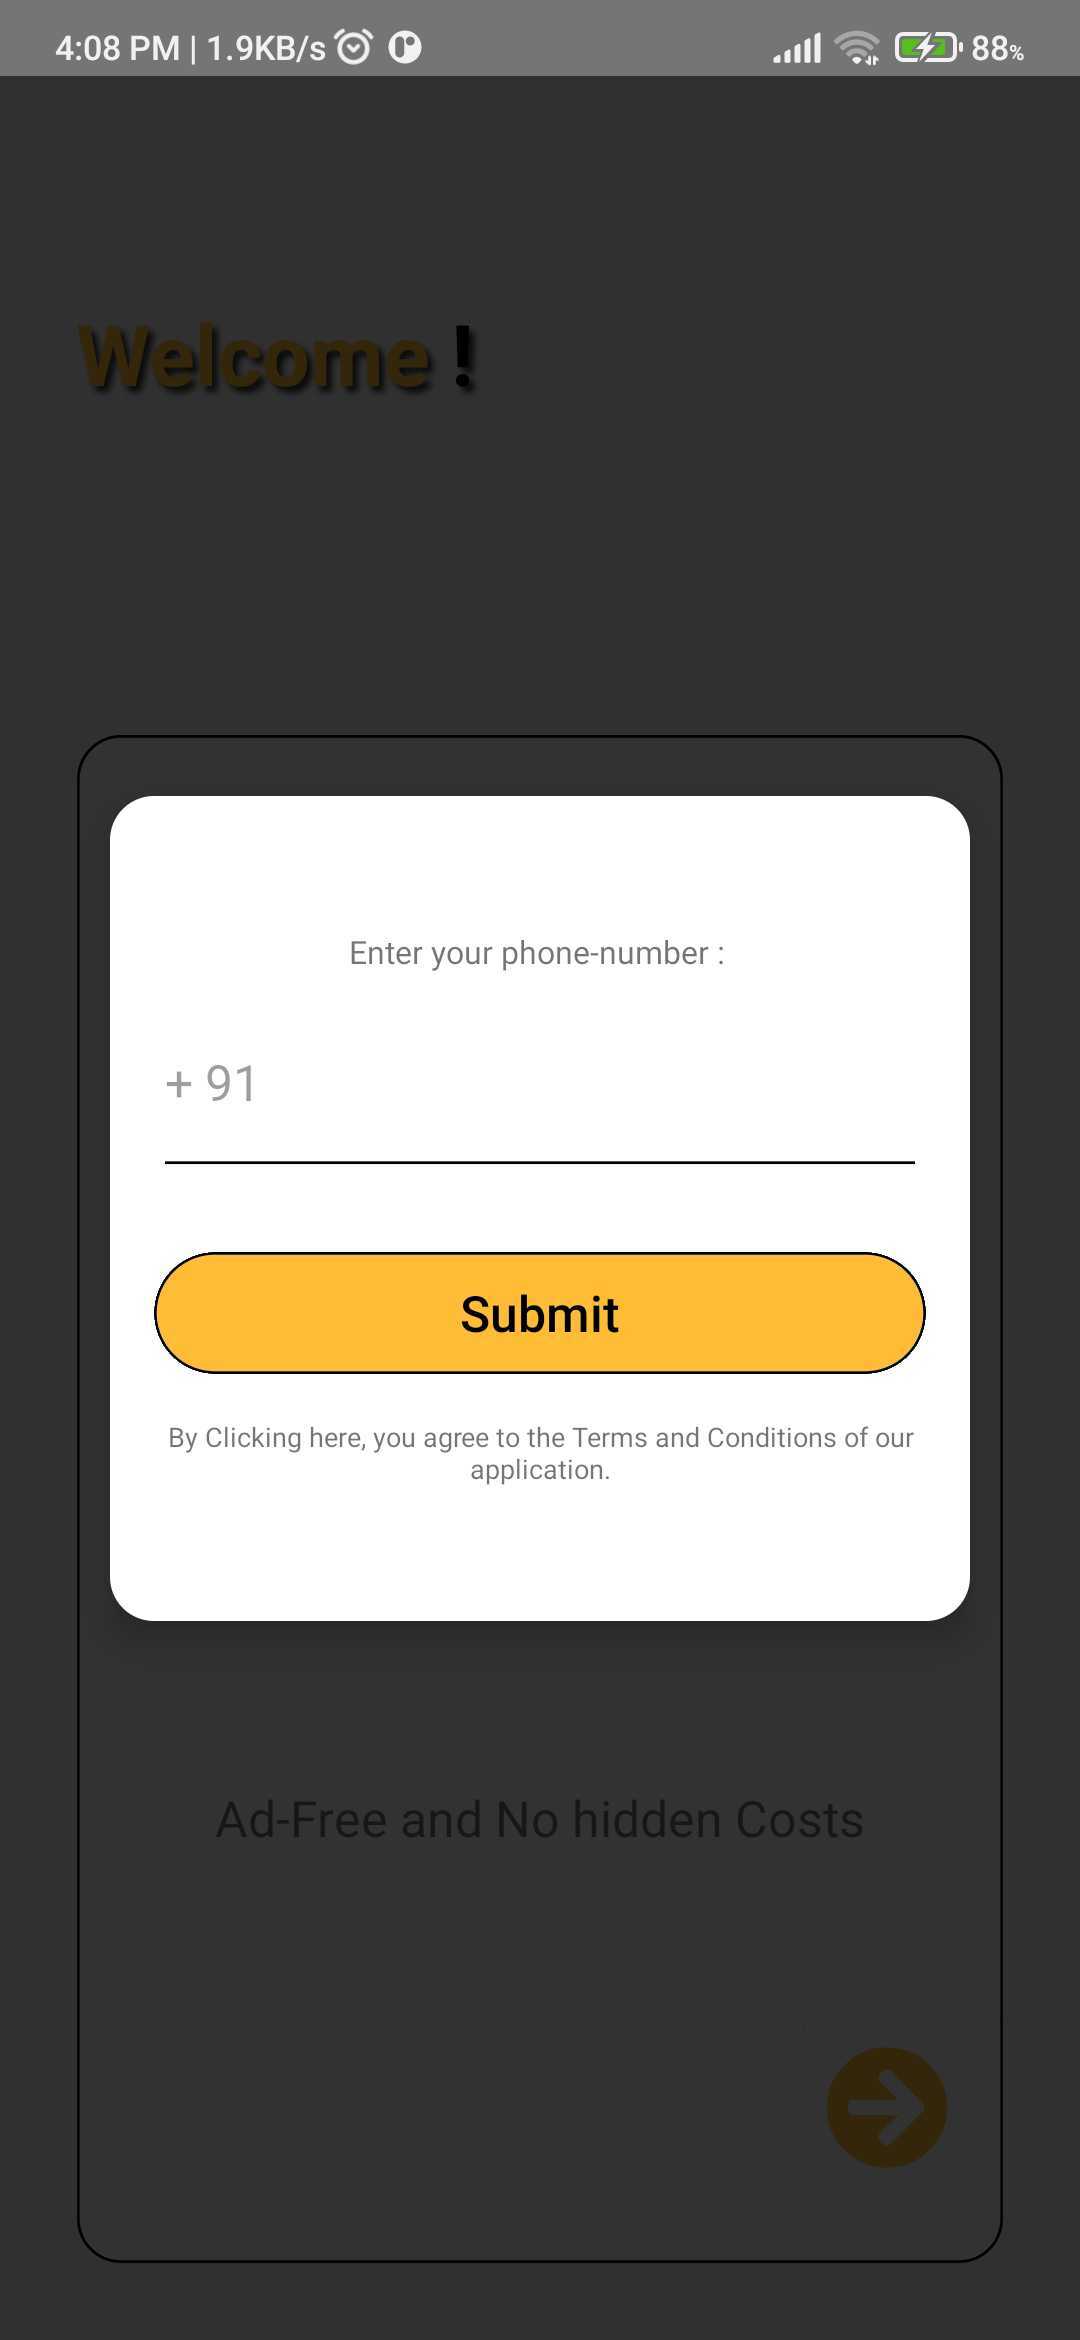 4:08 PM | 1.9KB/s 88%
Welcome !
Enter your phone-number :
+ 91
Submit
By Clicking here, you agree to the Terms and Conditions of our
application.
Ad-Free and No hidden Costs